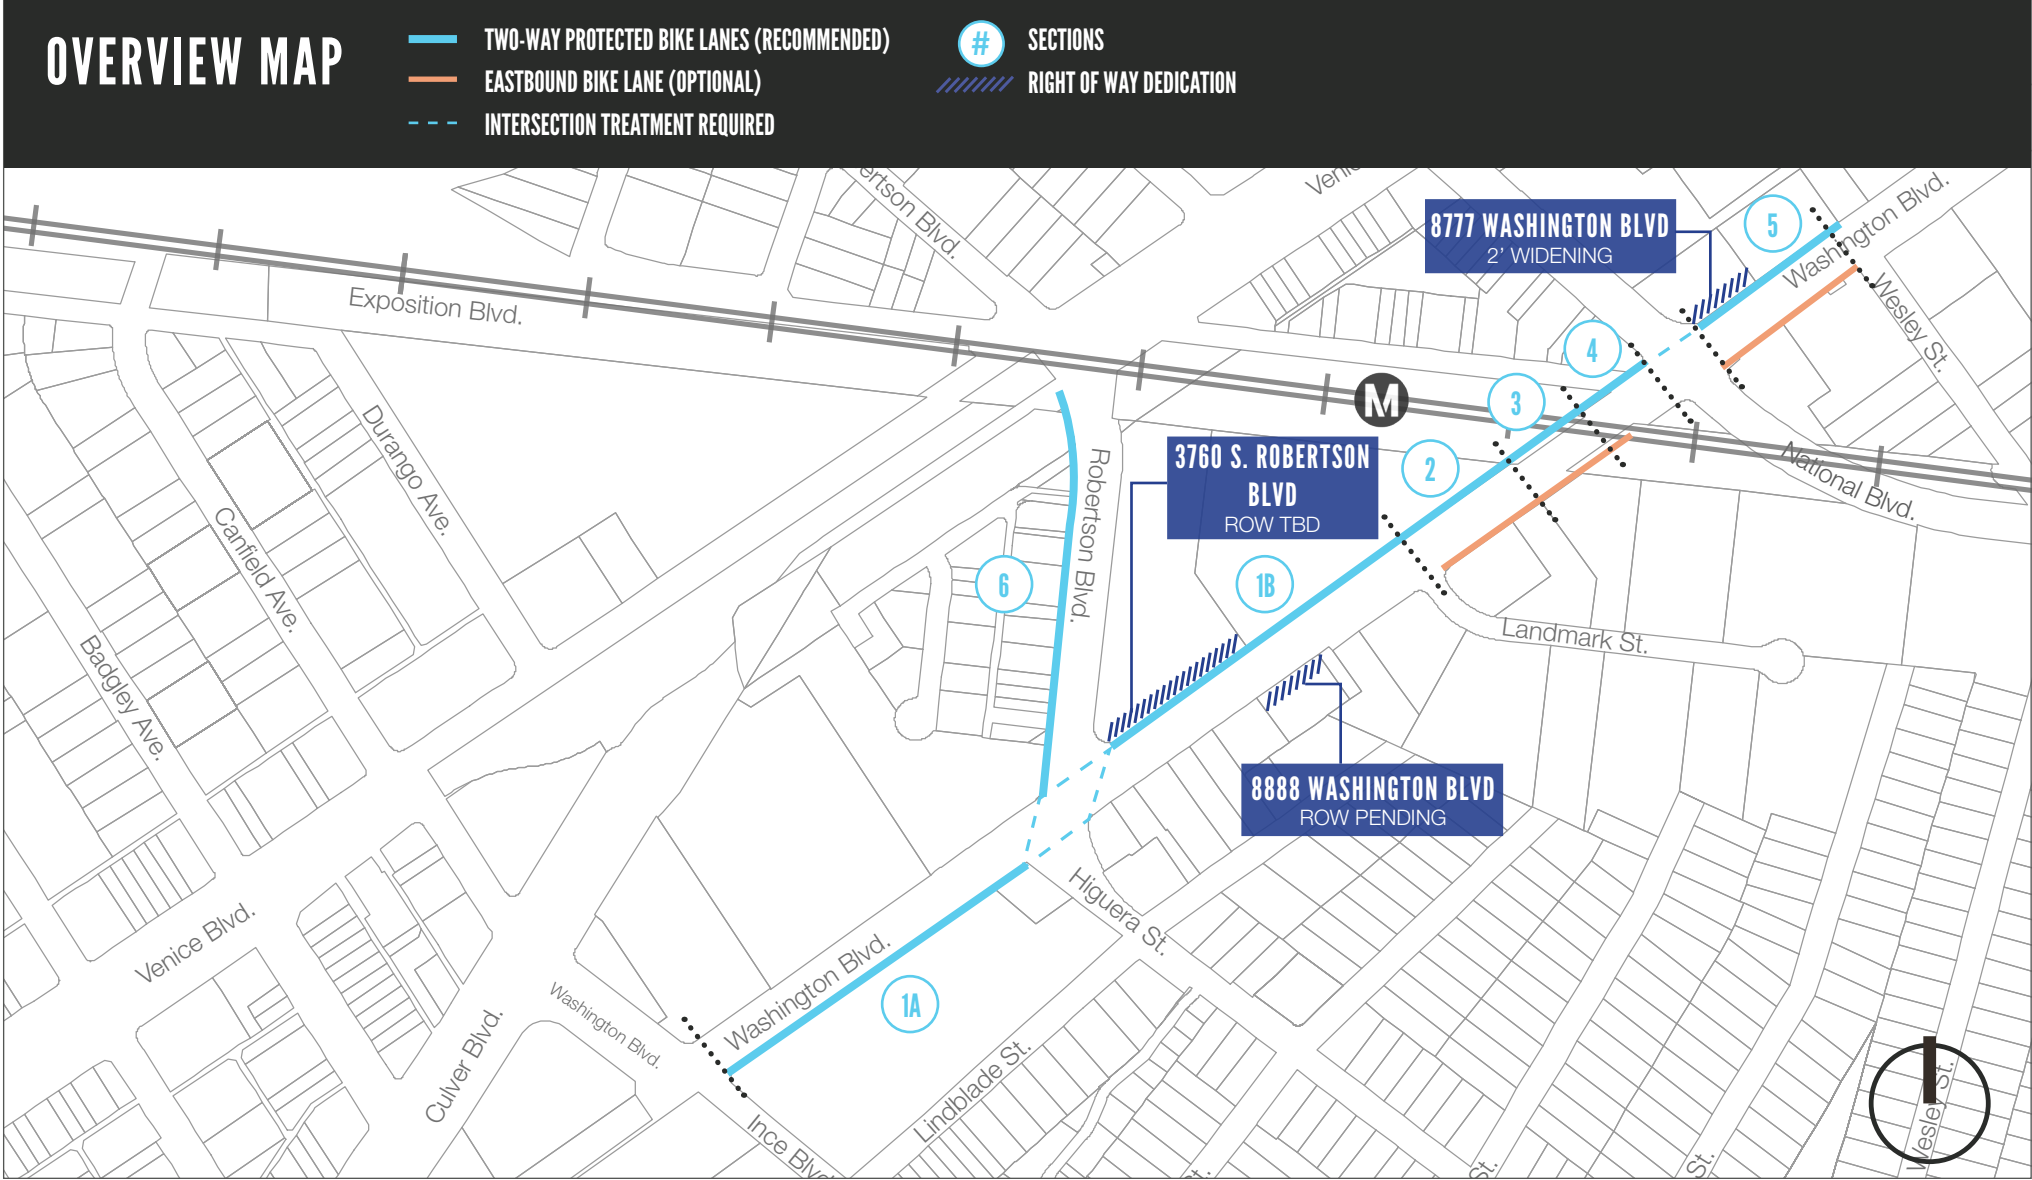 OVERVIEW MAP
TWO-WAY PROTECTED BIKE LANES (RECOMMENDED)
EASTBOUND BIKE LANE (OPTIONAL)
INTERSECTION TREATMENT REQUIRED
#
SECTIONS
RIGHT OF WAY DEDICATION
ertson Blvd.
Veni
8777 WASHINGTON BLVD
2' WIDENING
5
Washington Blvd.
Wesley St.
Exposition Blvd.
4
3
M
2
National Blvd.
3760 S. ROBERTSON
BLVD
ROW TBD
Robertson Blvd.
Durango Ave.
Canfield Ave.
Badgley Ave.
6
1B
Landmark St.
8888 WASHINGTON BLVD
ROW PENDING
Higuera St.
Venice Blvd.
Washington Blvd.
1A
Washington Blvd.
Culver Blvd.
Lindblade St.
Ince Blvd
Wesley St.
St.
St.
St.